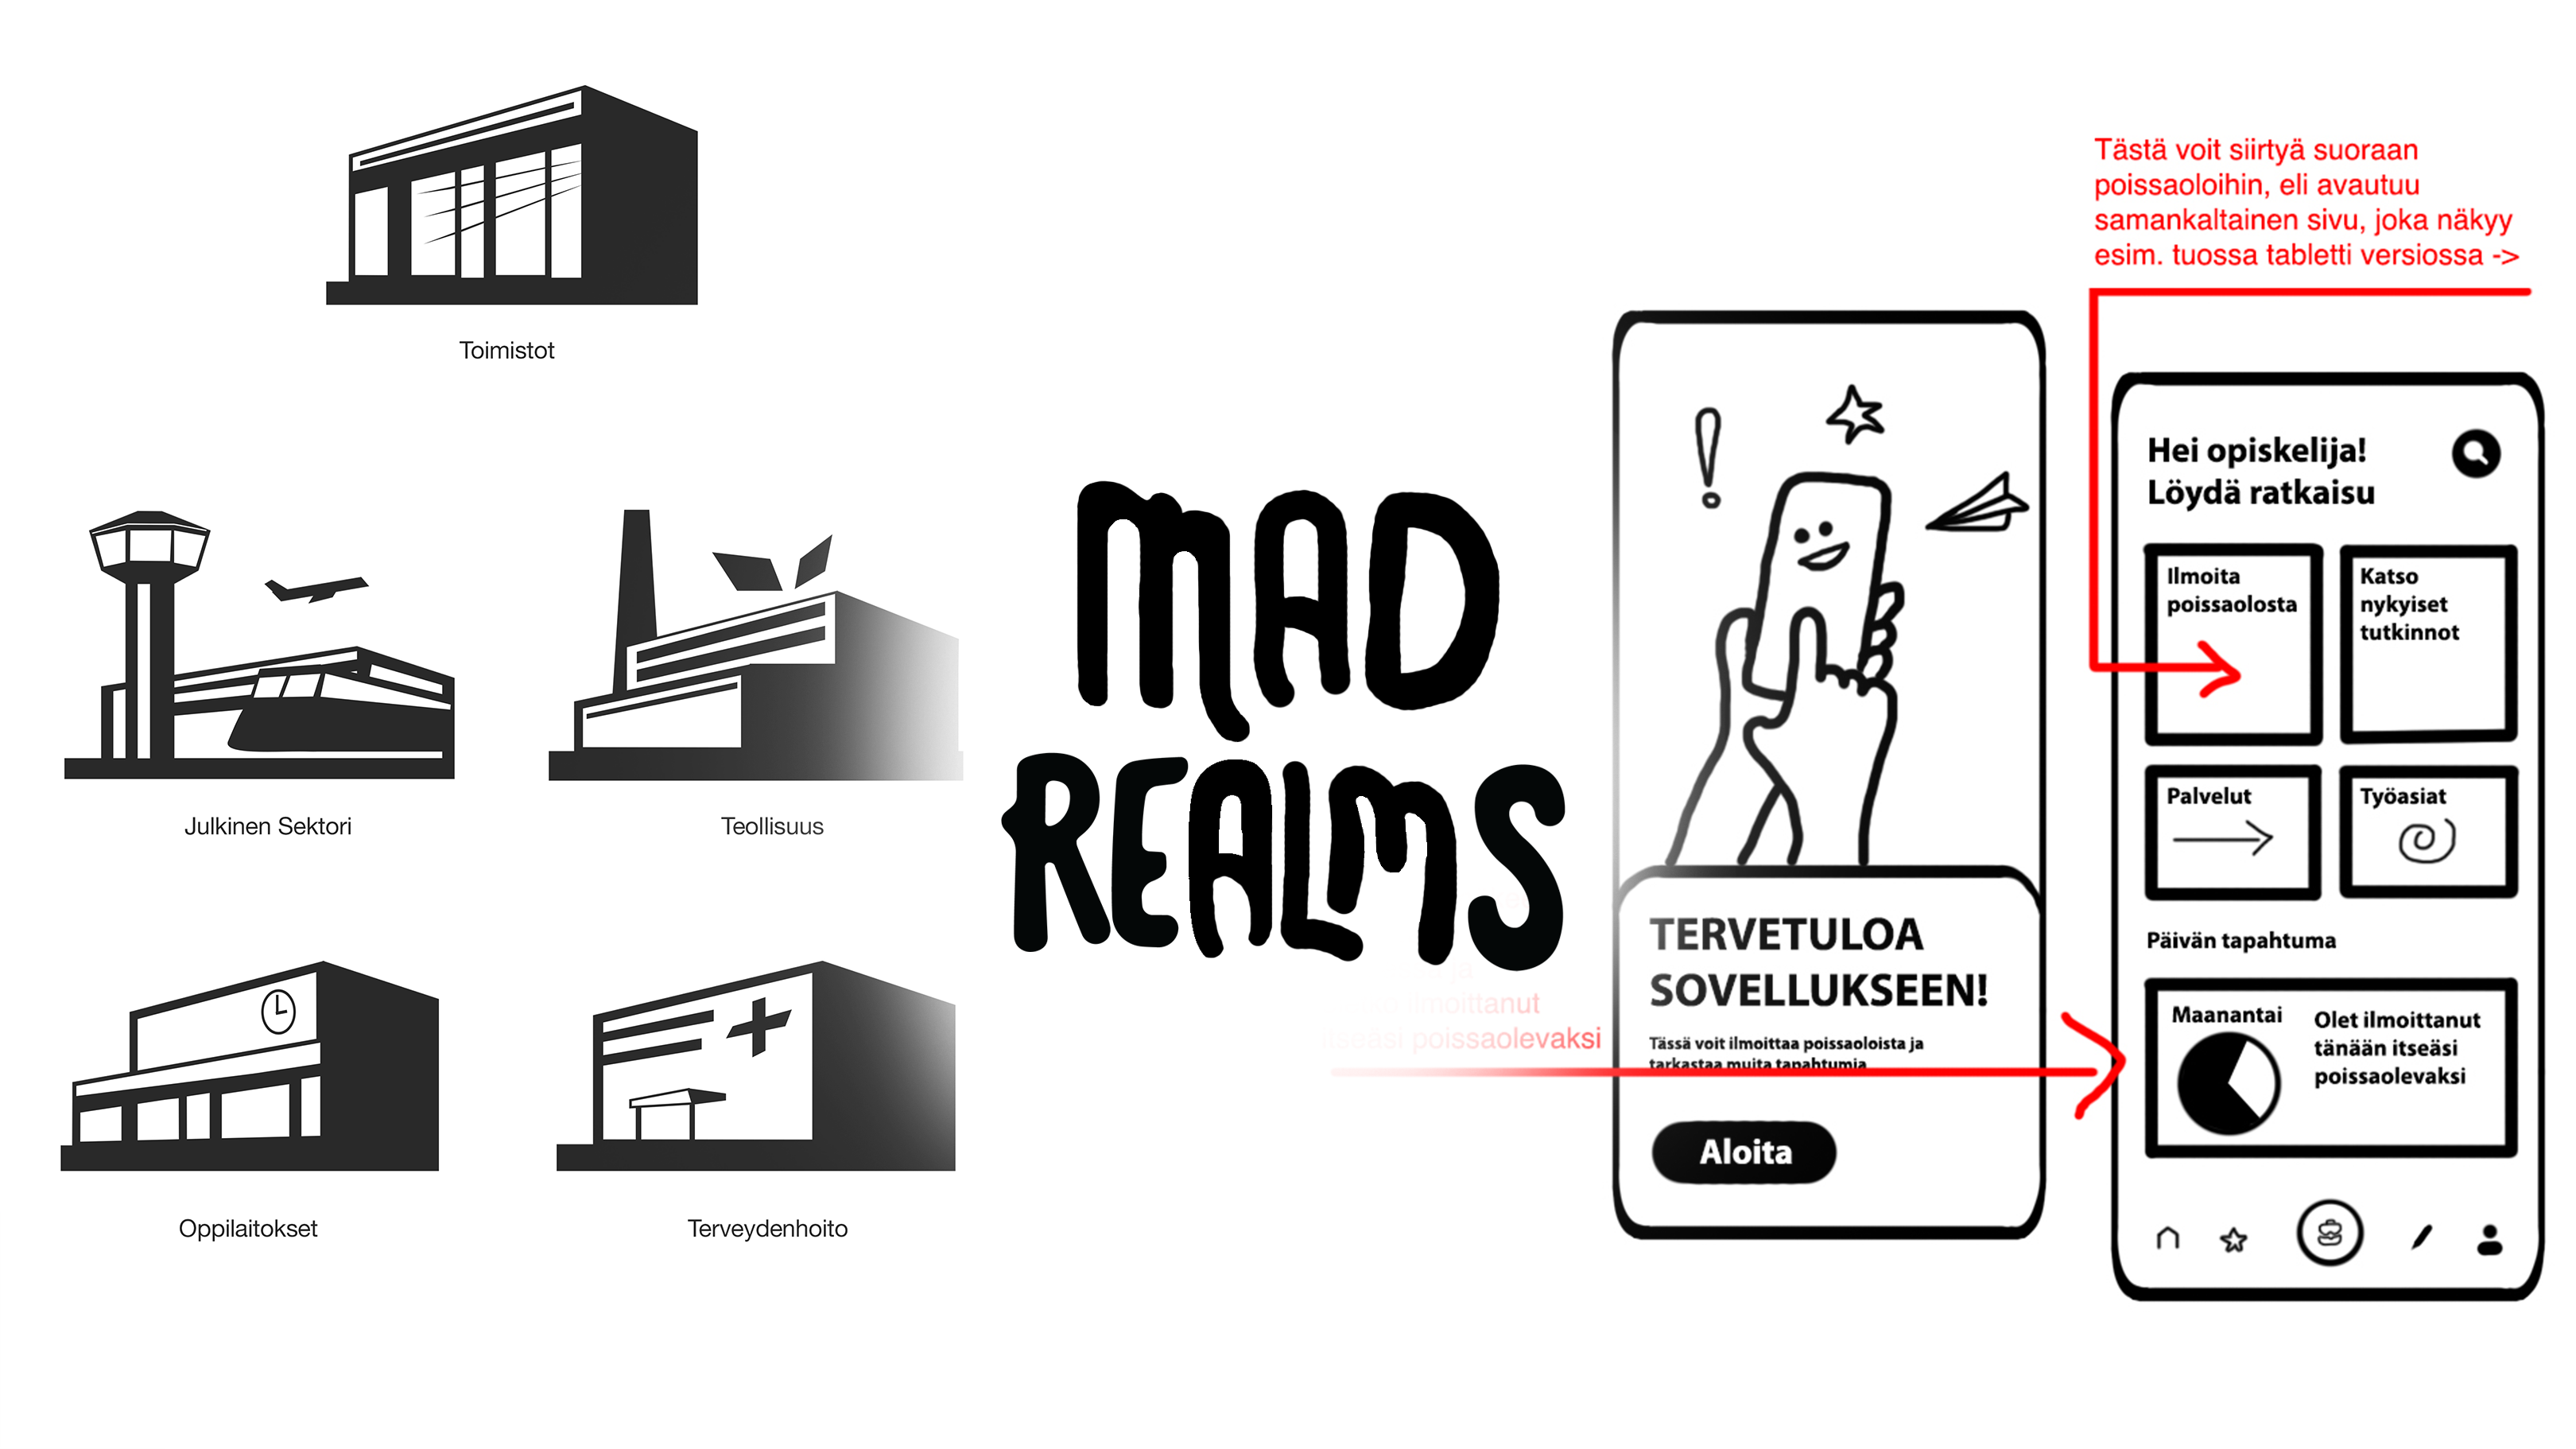 Toimistot
Julkinen Sektori
Teollisuus
Oppilaitokset
Terveydenhoito
MAD
REALMS
ja
ilmoittanut
itseäsi poissaolevaksi
TERVETULOA
SOVELLUKSEEN!
Tässä voit ilmoittaa poissaoloista ja
tarkastaa muita tapahtumia
Aloita
Tästä voit siirtyä suoraan
poissaoloihin, eli avautuu
samankaltainen sivu, joka näkyy
esim. tuossa tabletti versiossa ->
Hei opiskelija!
Löydä ratkaisu
Ilmoita
poissaolosta
Katso
nykyiset
tutkinnot
Palvelut
Työasiat
Päivän tapahtuma
Maanantai
Olet ilmoittanut
tänään itseäsi
poissaolevaksi